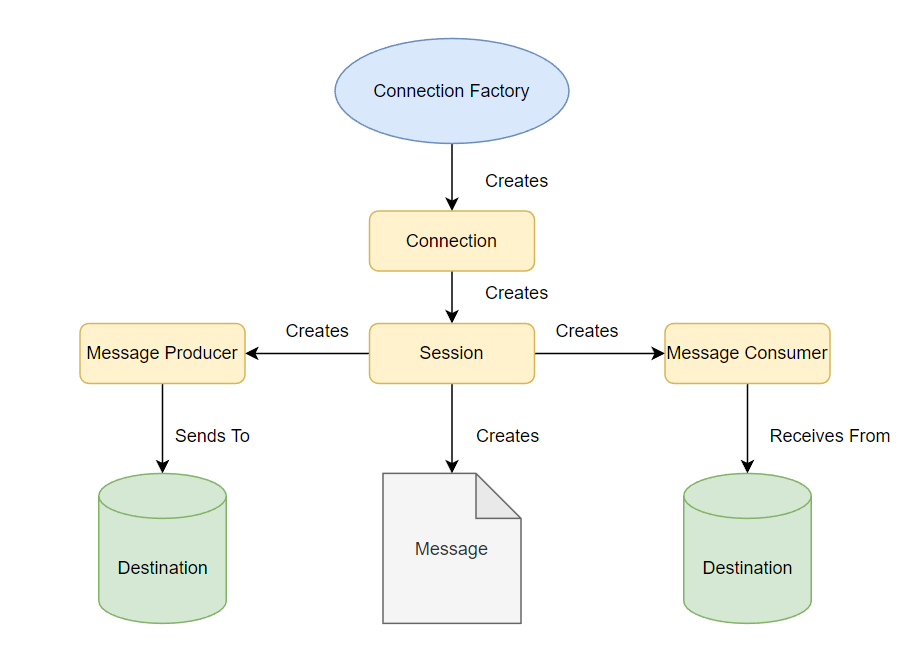 Connection Factory
Creates
Connection
Creates
Creates
Creates
Message Producer
Session
Message Consumer
Sends To
Creates
Receives From
Message
Destination
Destination